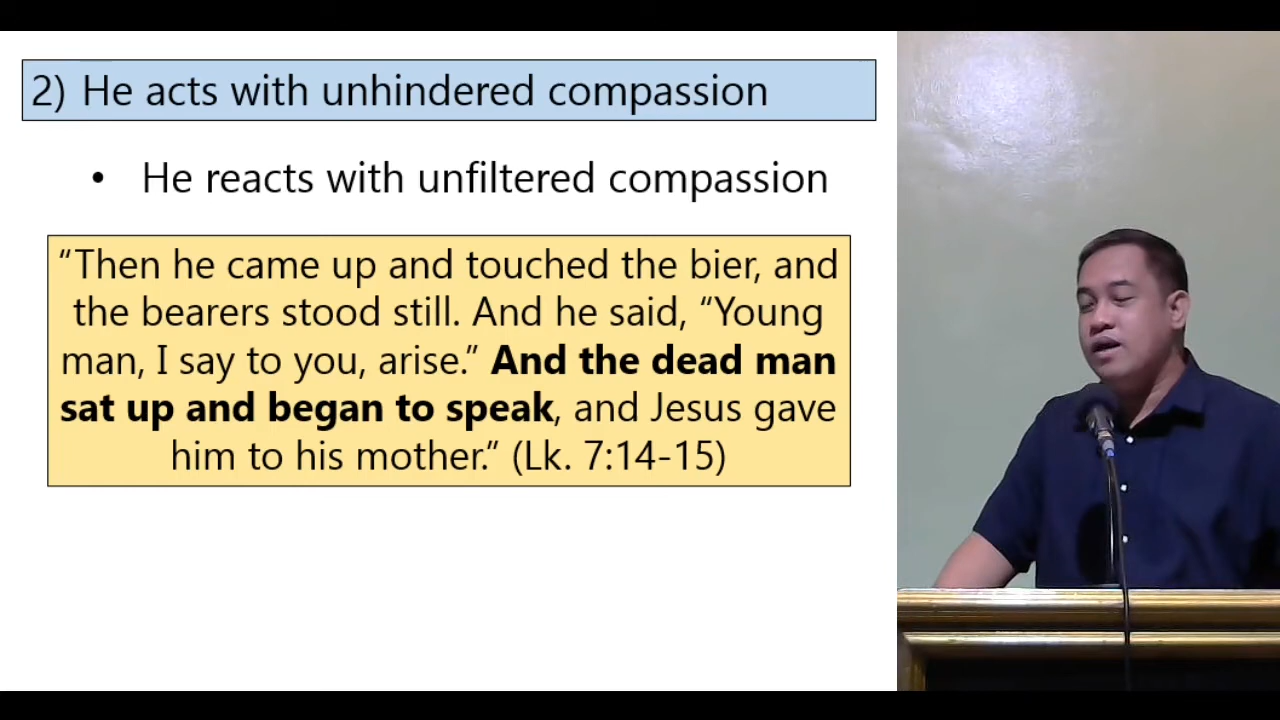 2) He acts with unhindered compassion
• He reacts with unfiltered compassion
“Then he came up and touched the bier, and
the bearers stood still. And he said, “Young
man, I say to you, arise.” And the dead man
sat up and began to speak, and Jesus gave
him to his mother.” (Lk. 7:14-15)